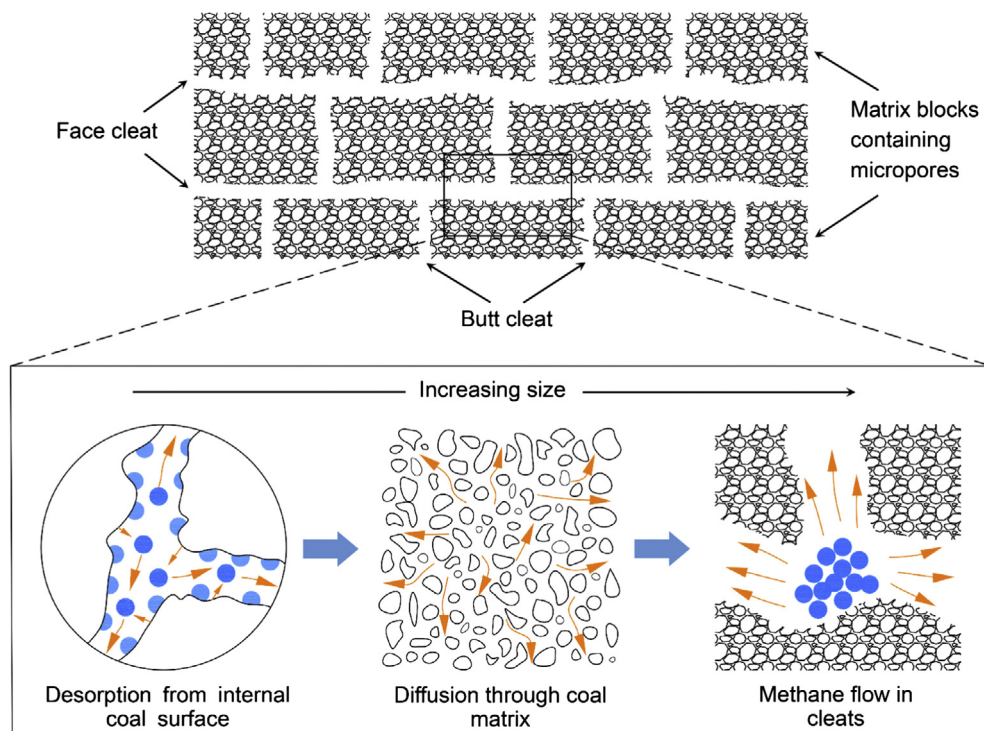 Face cleat
Matrix blocks
containing
micropores
Butt cleat
Increasing size
Desorption from internal
coal surface
Diffusion through coal
matrix
Methane flow in
cleats